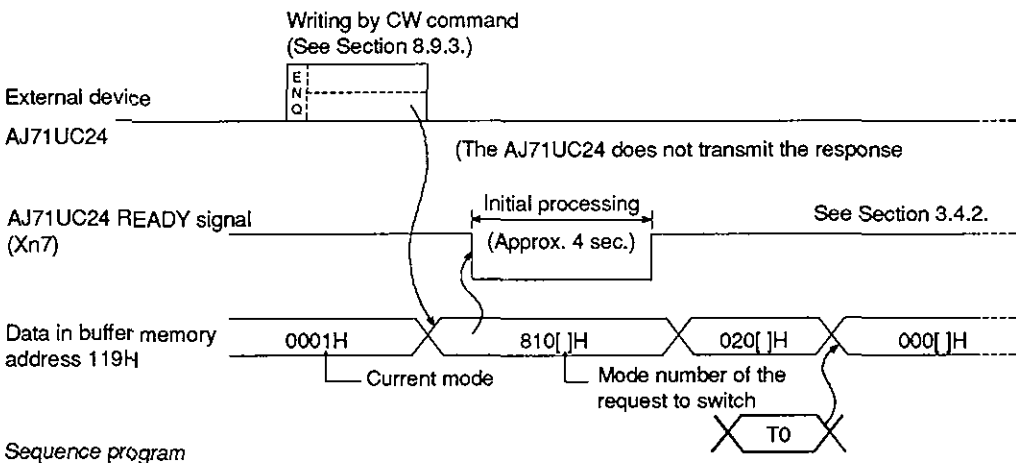 Writing by CW command
(See Section 8.9.3.)
E
N
Q
External device
AJ71UC24
(The AJ71UC24 does not transmit the response
Initial processing
AJ71UC24 READY signal
(Xn7)
(Approx. 4 sec.)
See Section 3.4.2.
Data in buffer memory
address 119H
0001H
810[ ]H
020[ ]H
000[ ]H
Current mode
Mode number of the
request to switch
TO
Sequence program